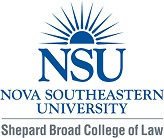 NSU
NOVA SOUTHEASTERN
UNIVERSITY
Shepard Broad College of Law